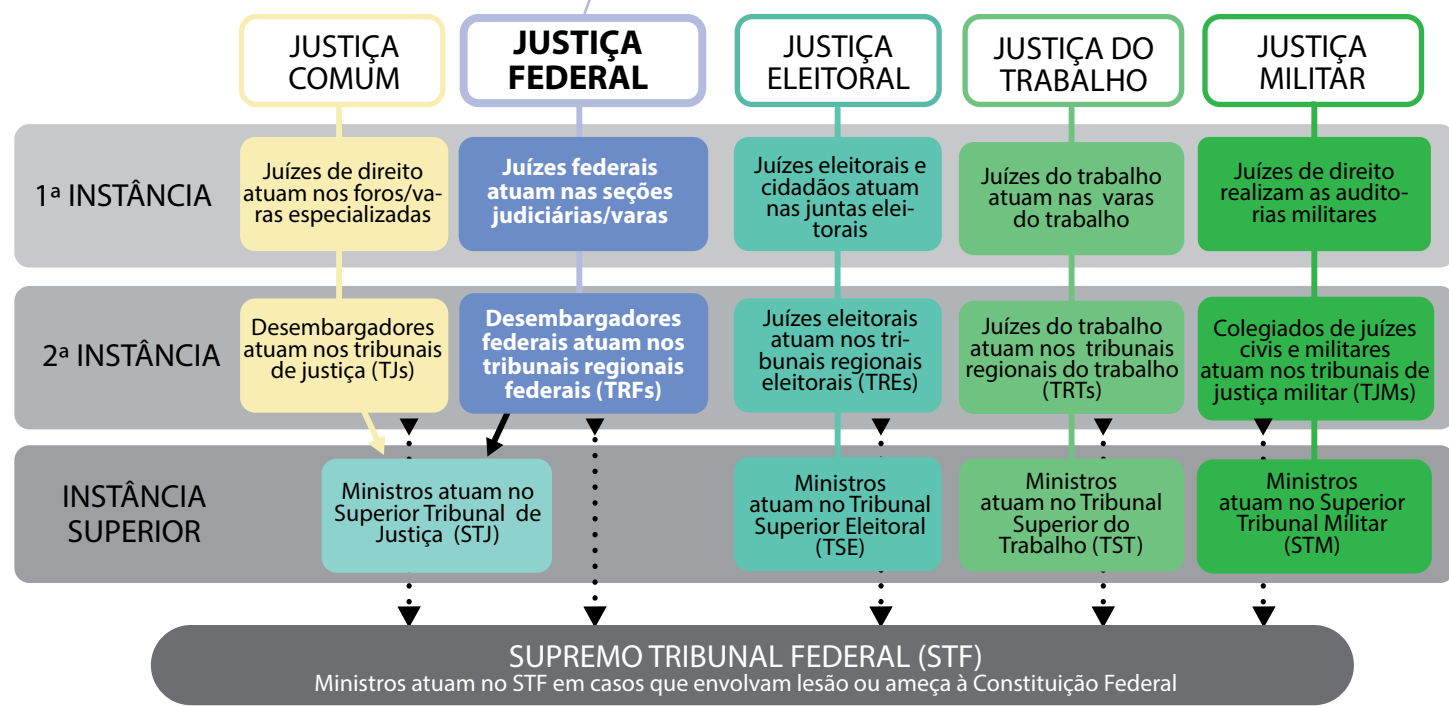 JUSTIÇA
COMUM
JUSTIÇA
FEDERAL
JUSTIÇA
ELEITORAL
JUSTIÇA DO
TRABALHO
JUSTIÇA
MILITAR
1ª INSTÂNCIA
Juízes de direito
atuam nos foros/va-
ras especializadas
Juízes federais
atuam nas seções
judiciárias/varas
Juízes eleitorais e
cidadãos atuam
nas juntas elei-
torais
Juízes do trabalho
atuam nas varas
do trabalho
Juízes de direito
realizam as audito-
rias militares
2ª INSTÂNCIA
Desembargadores
atuam nos tribunais
de justiça (TJs)
Desembargadores
federais atuam nos
tribunais regionais
federais (TRFs)
Juízes eleitorais
atuam nos tri-
bunais regionais
eleitorais (TREs)
Juízes do trabalho
atuam nos tribunais
regionais do trabalho
(TRTs)
Colegiados de juízes
civis e militares
atuam nos tribunais de
justiça militar (TJMs)
INSTÂNCIA
SUPERIOR
Ministros atuam no
Superior Tribunal de
Justiça (STJ)
Ministros
atuam no Tribunal
Superior Eleitoral
(TSE)
Ministros
atuam no Tribunal
Superior do
Trabalho (TST)
Ministros
atuam no Superior
Tribunal Militar
(STM)
SUPREMO TRIBUNAL FEDERAL (STF)
Ministros atuam no STF em casos que envolvam lesão ou ameça à Constituição Federal